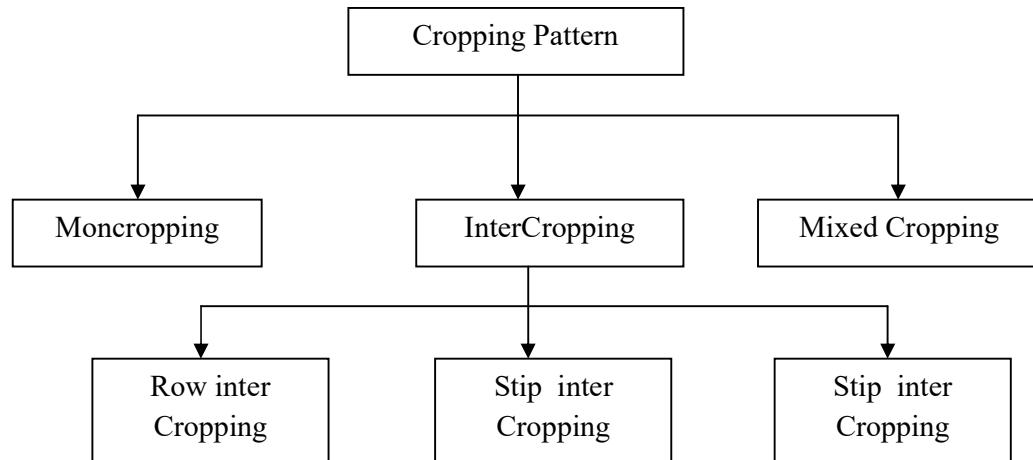 Cropping Pattern
Moncropping
InterCropping
Mixed Cropping
Row inter
Cropping
Stip inter
Cropping
Stip inter
Cropping